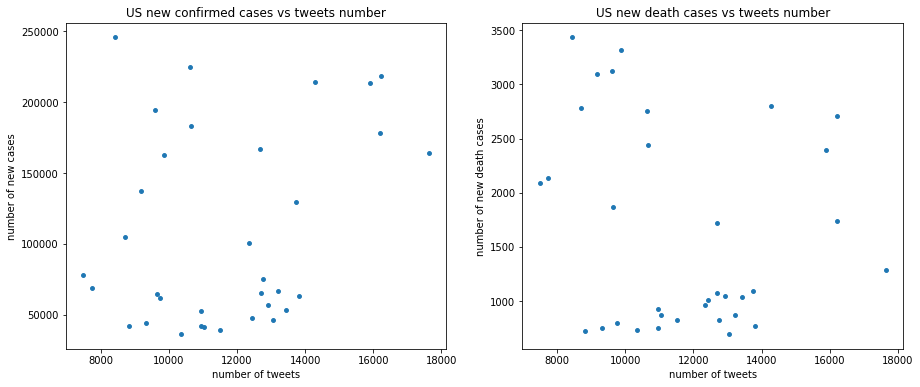 US new confirmed cases vs tweets number
250000
200000
150000
100000
50000
number of new cases
8000 10000 12000 14000 16000 18000
number of tweets
US new death cases vs tweets number
3500
3000
2500
2000
1500
1000
number of new death cases
8000 10000 12000 14000 16000 18000
number of tweets